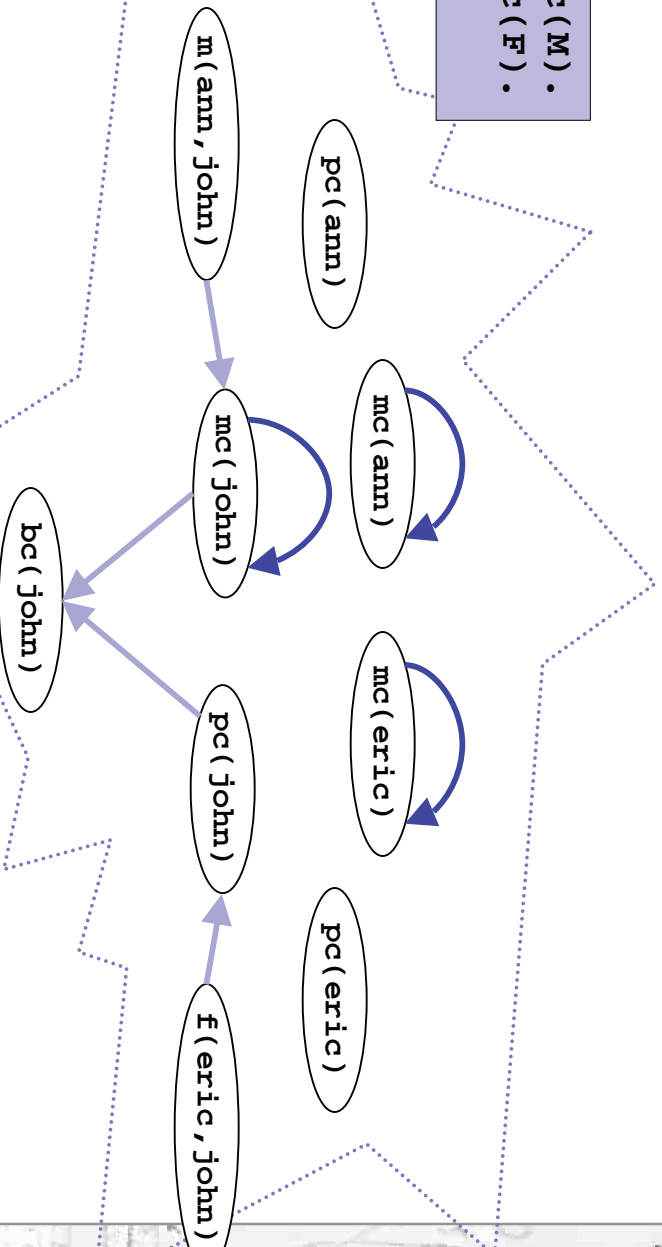 c(M).
c(F).
pc(ann)
mc(ann)
mc(eric)
pc(eric)
m(ann,john)
mc(john)
pc(john)
f(eric,john)
bc(john)